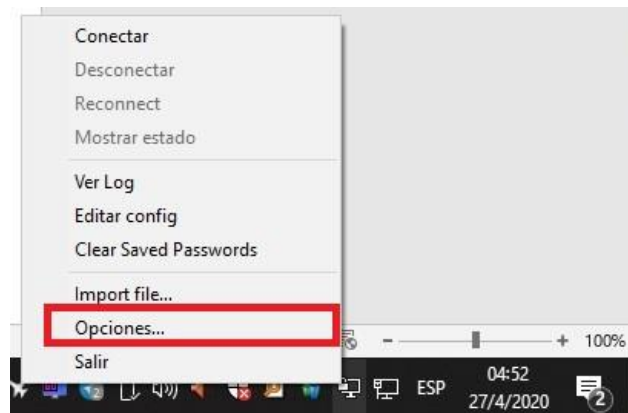 Conectar
Desconectar
Reconnect
Mostrar estado
Ver Log
Editar config
Clear Saved Passwords
Import file...
Opciones...
Salir
- + 100%
ESP
04:52
27/4/2020
2